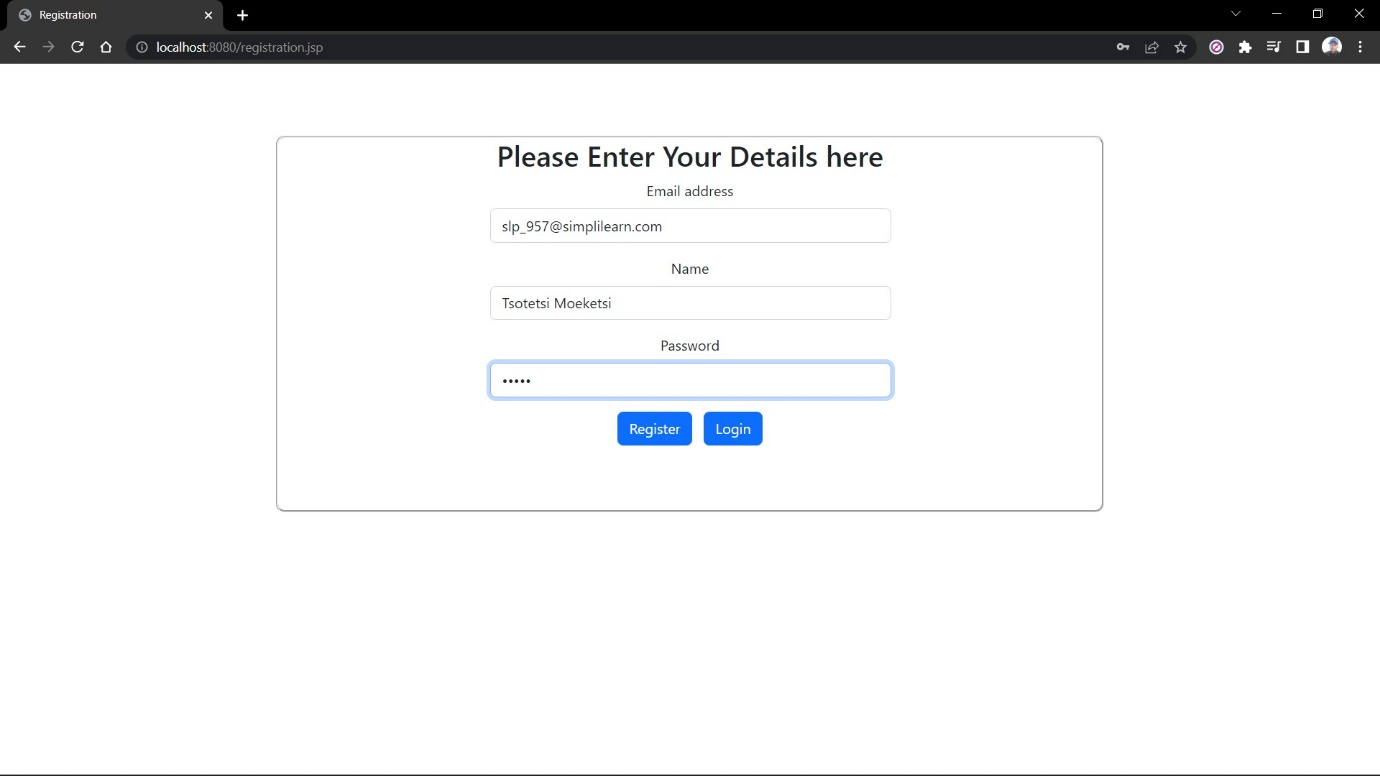 Registration
localhost:8080/registration.jsp
Please Enter Your Details here
Email address
slp_957@simplilearn.com
Name
Tsotetsi Moeketsi
Password
•••••
Register Login